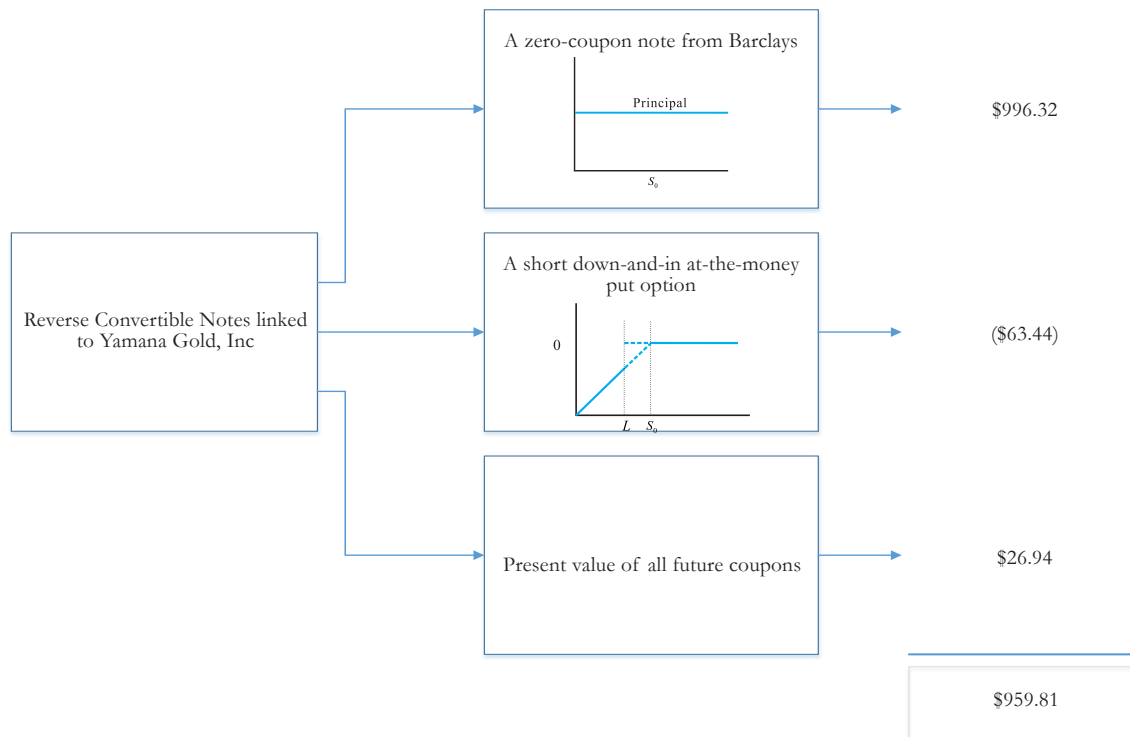 A zero-coupon note from Barclays
Principal
S₀
$996.32
Reverse Convertible Notes linked
to Yamana Gold, Inc
A short down-and-in at-the-money
put option
0
L S₀
($63.44)
Present value of all future coupons
$26.94
$959.81